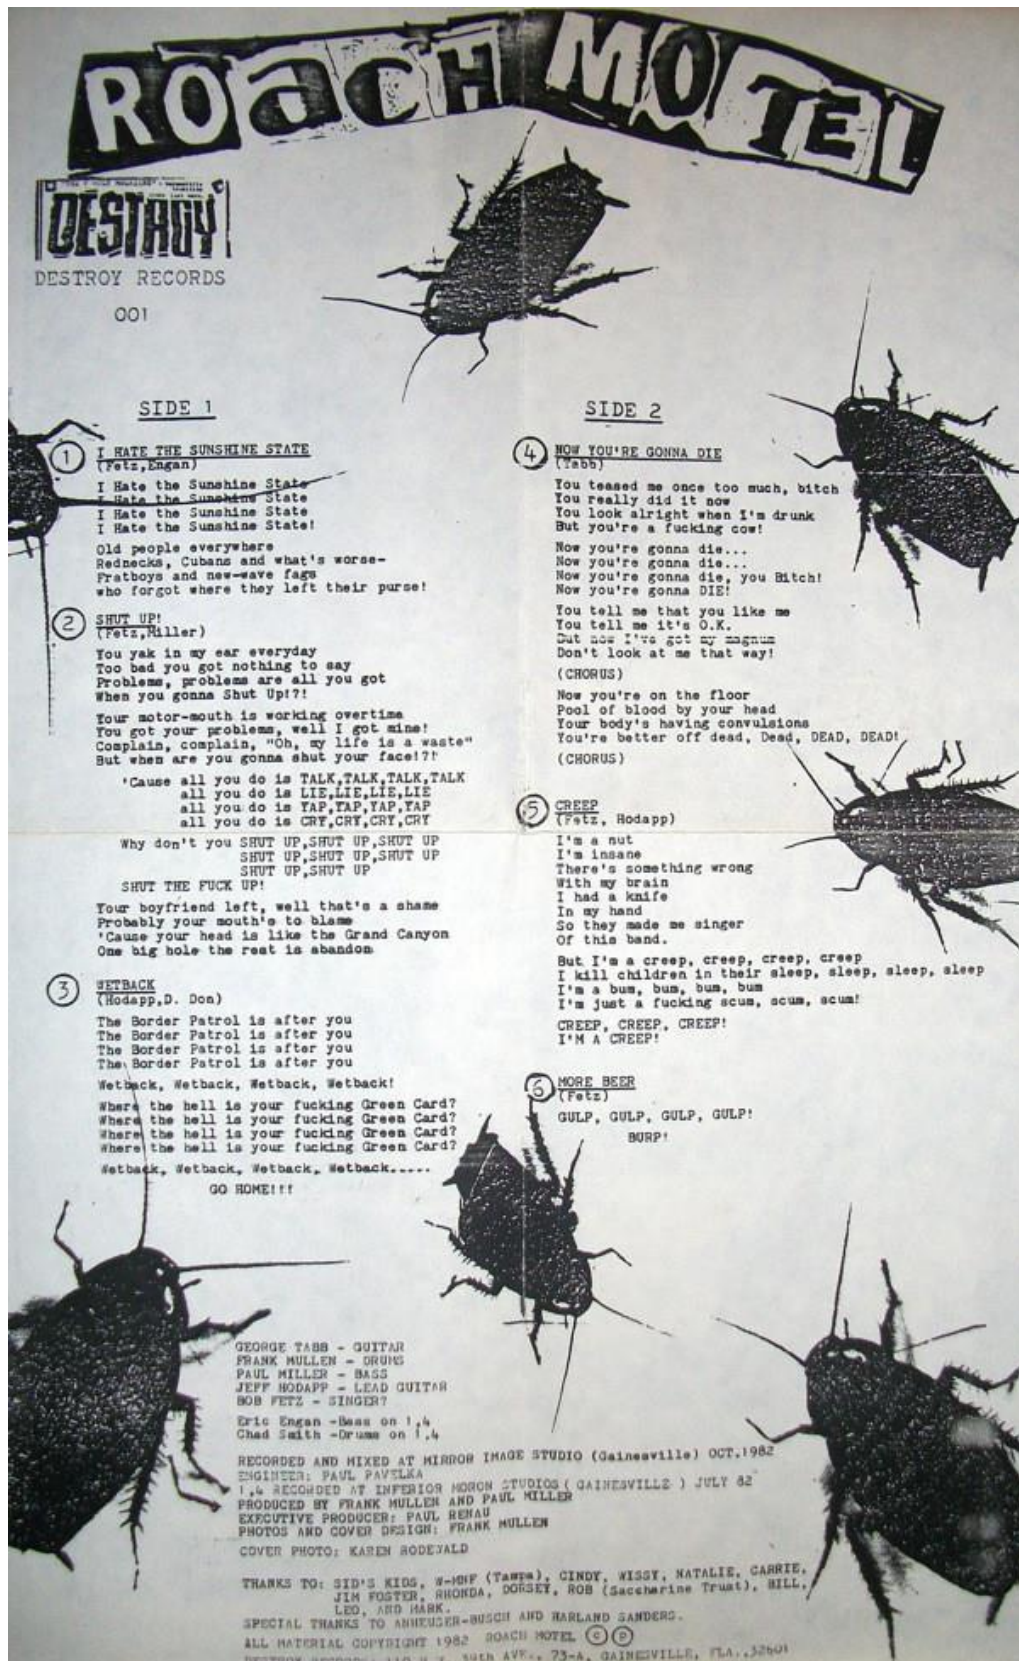 ROACH MOTEL
DESTROY
DESTROY RECORDS
001
SIDE 1
1 I HATE THE SUNSHINE STATE
(Fetz,Engan)
I Hate the Sunshine State
I Hate the Sunshine State
I Hate the Sunshine State
I Hate the Sunshine State!
Old people everywhere
Rednecks, Cubans and what's worse-
Fratboys and new-wave fags
who forgot where they left their purse!
2 SHUT UP!
(Fetz,Miller)
You yak in my ear everyday
Too bad you got nothing to say
Problems, problems are all you got
When you gonna Shut Up!?!
Your motor-mouth is working overtime
You got your problems, well I got mine!
Complain, complain, "Oh, my life is a waste"
But when are you gonna shut your face!?!
'Cause all you do is TALK,TALK,TALK,TALK
all you do is LIE,LIE,LIE,LIE
all you do is YAP,YAP,YAP,YAP
all you do is CRY,CRY,CRY,CRY
Why don't you SHUT UP,SHUT UP,SHUT UP
SHUT UP,SHUT UP,SHUT UP
SHUT UP,SHUT UP
SHUT THE FUCK UP!
Your boyfriend left, well that's a shame
Probably your mouth's to blame
'Cause your head is like the Grand Canyon
One big hole the rest is abandon
3 WETBACK
(Hodapp,D. Don)
The Border Patrol is after you
The Border Patrol is after you
The Border Patrol is after you
The Border Patrol is after you
Wetback, Wetback, Wetback, Wetback!
Where the hell is your fucking Green Card?
Where the hell is your fucking Green Card?
Where the hell is your fucking Green Card?
Where the hell is your fucking Green Card?
Wetback, Wetback, Wetback, Wetback.....
GO HOME!!!
SIDE 2
4 NOW YOU'RE GONNA DIE
(Tabb)
You teased me once too much, bitch
You really did it now
You look alright when I'm drunk
But you're a fucking cow!
Now you're gonna die...
Now you're gonna die...
Now you're gonna die, you Bitch!
Now you're gonna DIE!
You tell me that you like me
You tell me it's O.K.
But now I've got my magnum
Don't look at me that way!
(CHORUS)
Now you're on the floor
Pool of blood by your head
Your body's having convulsions
You're better off dead, Dead, DEAD, DEAD!
(CHORUS)
5 CREEP
(Fetz, Hodapp)
I'm a nut
I'm insane
There's something wrong
With my brain
I had a knife
In my hand
So they made me singer
Of this band.
But I'm a creep, creep, creep, creep
I kill children in their sleep, sleep, sleep, sleep
I'm a bum, bum, bum, bum
I'm just a fucking scum, scum, scum!
CREEP, CREEP, CREEP!
I'M A CREEP!
6 MORE BEER
(Fetz)
GULP, GULP, GULP, GULP!
BURP!
GEORGE TABB - GUITAR
FRANK MULLEN - DRUMS
PAUL MILLER - BASS
JEFF HODAPP - LEAD GUITAR
BOB FETZ - SINGER?
Eric Engan -Bass on 1,4
Chad Smith -Drums on 1,4
RECORDED AND MIXED AT MIRROR IMAGE STUDIO (Gainesville) OCT.1982
ENGINEER: PAUL PAVELKA
1,4 RECORDED AT INFERIOR MORON STUDIOS ( GAINESVILLE ) JULY 82
PRODUCED BY FRANK MULLEN AND PAUL MILLER
EXECUTIVE PRODUCER: PAUL RENAU
PHOTOS AND COVER DESIGN: FRANK MULLEN
COVER PHOTO: KAREN RODEWALD
THANKS TO: SID'S KIDS, W-MNF (Tampa), CINDY, WISSY, NATALIE, CARRIE,
JIM FOSTER, RHONDA, DORSEY, ROB (Saccharine Trust), BILL,
LEO, AND MARK.
SPECIAL THANKS TO ANHEUSER-BUSCH AND HARLAND SANDERS.
ALL MATERIAL COPYRIGHT 1982 ROACH MOTEL © ℗
DESTROY RECORDS 39th AVE., 73-A, GAINESVILLE, FLA.,32601